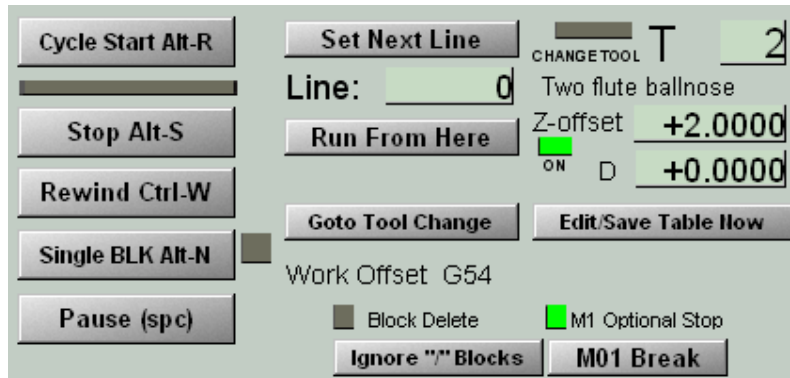 Cycle Start Alt-R
Stop Alt-S
Rewind Ctrl-W
Single BLK Alt-N
Pause (spc)
Set Next Line
Line: 0
Run From Here
CHANGE TOOL T 2
Two flute ballnose
Z-offset +2.0000
ON D +0.0000
Goto Tool Change
Edit/Save Table Now
Work Offset G54
Block Delete
M1 Optional Stop
Ignore "/" Blocks
M01 Break